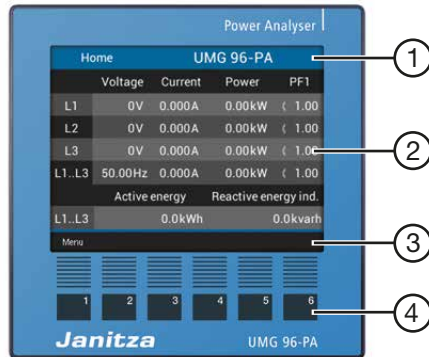 Power Analyser
Home UMG 96-PA
Voltage Current Power PF1
L1 0V 0.000A 0.00kW ( 1.00
L2 0V 0.000A 0.00kW ( 1.00
L3 0V 0.000A 0.00kW ( 1.00
L1..L3 50.00Hz 0.000A 0.00kW ( 1.00
Active energy Reactive energy ind.
L1..L3 0.0kWh 0.0kvarh
Menu
1 2 3 4 5 6
Janitza UMG 96-PA
1
2
3
4